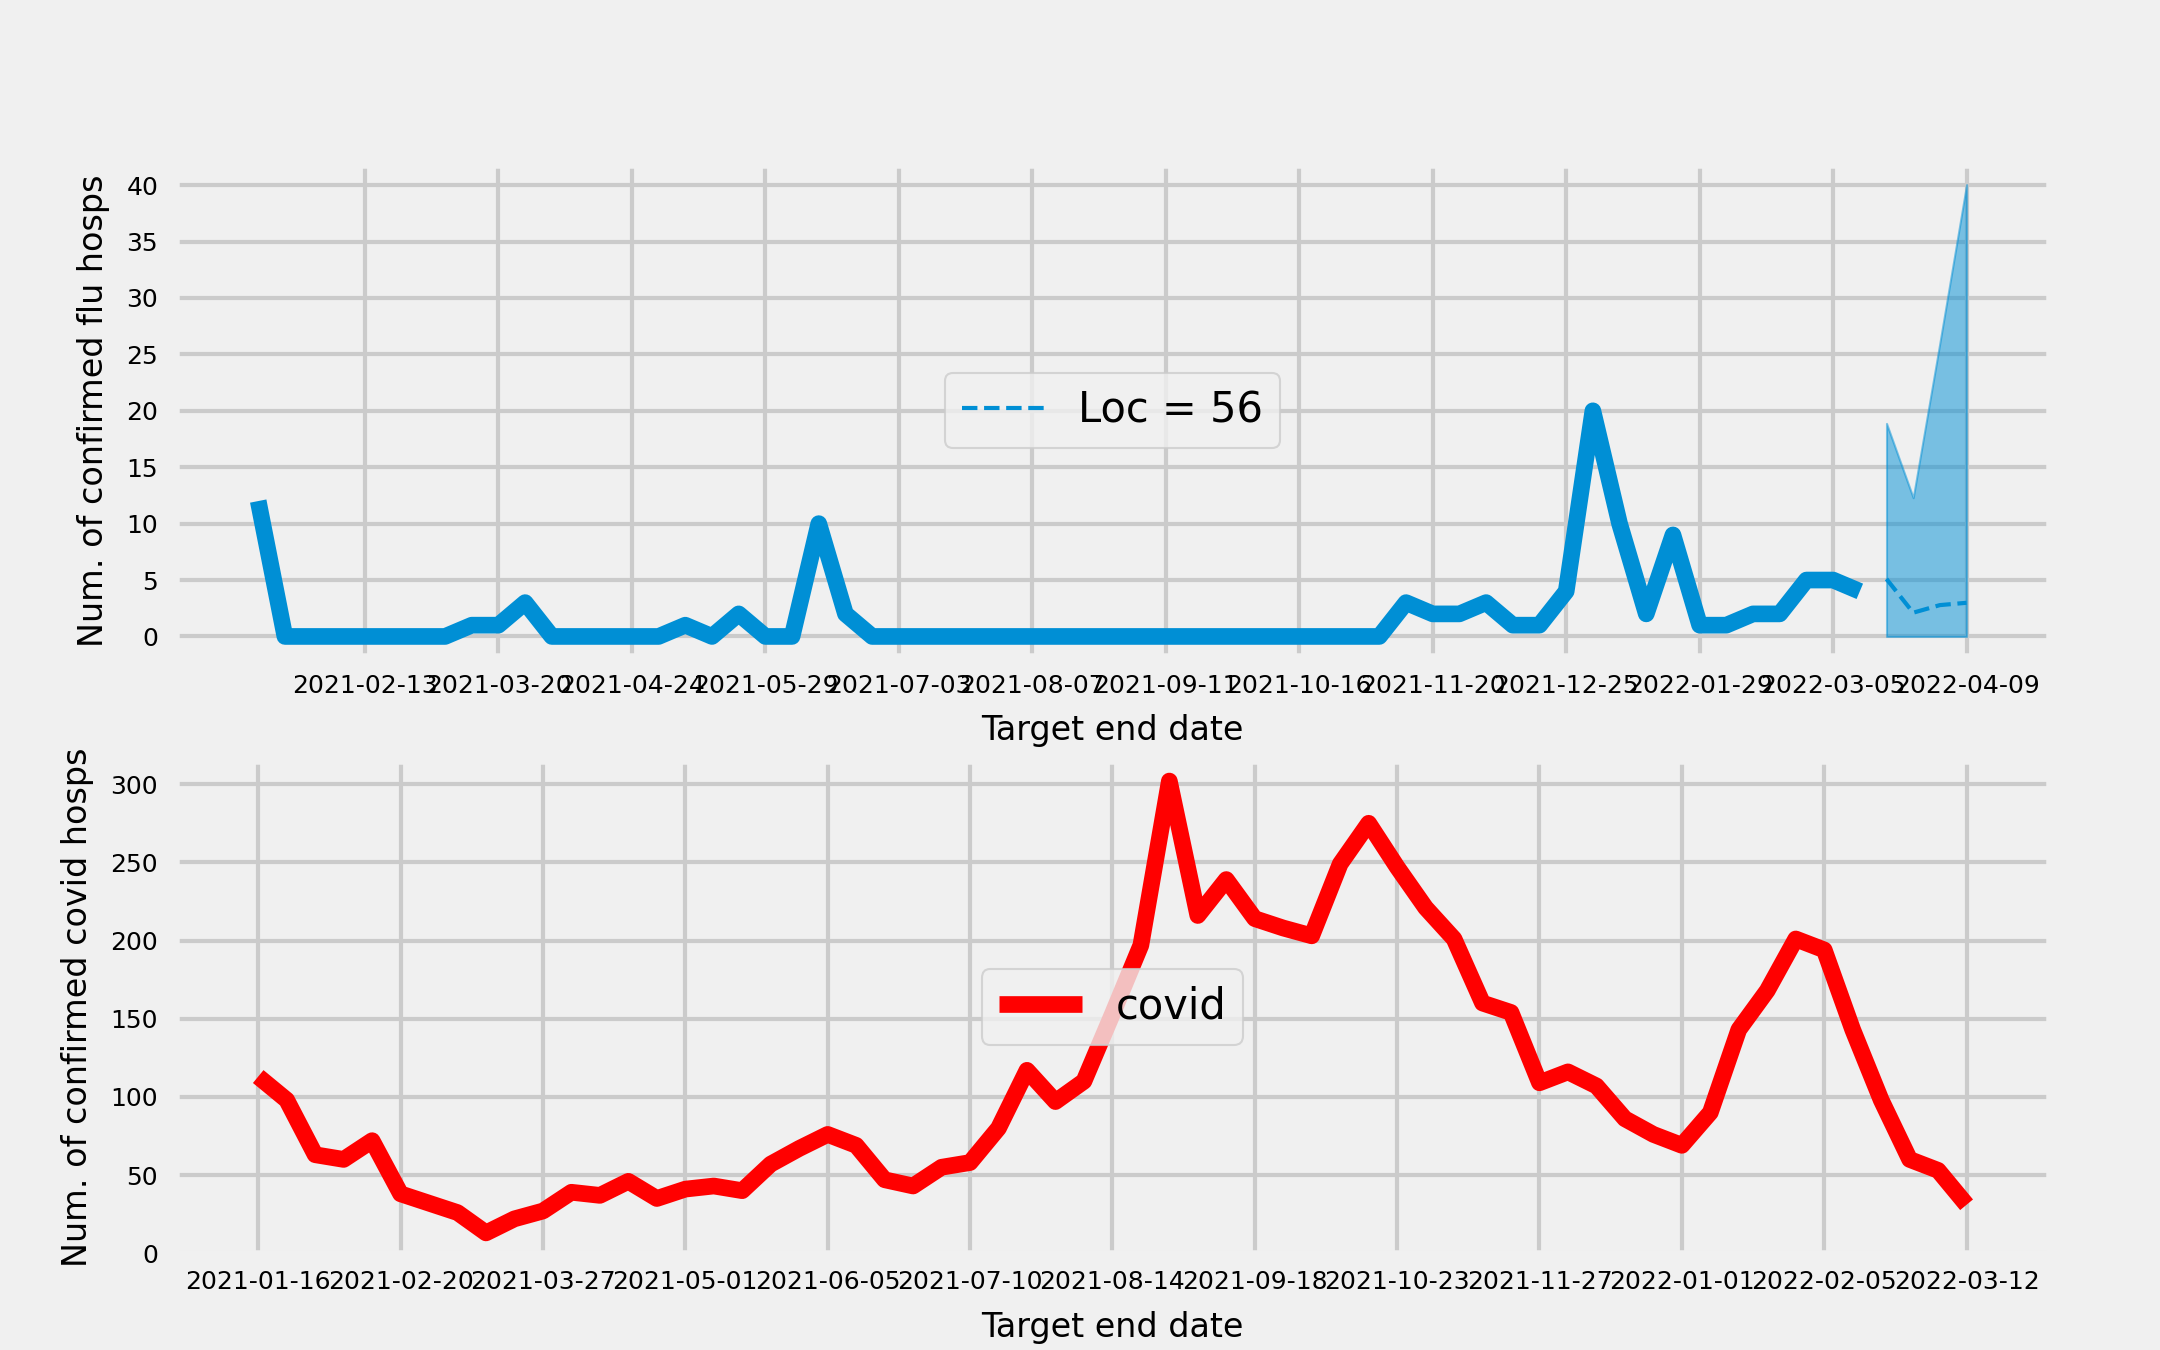 Num. of confirmed flu hosps
40
35
30
25
20
15
10
5
0
Loc = 56
2021-02-13 2021-03-20 2021-04-24 2021-05-29 2021-07-03 2021-08-07 2021-09-11 2021-10-16 2021-11-20 2021-12-25 2022-01-29 2022-03-05 2022-04-09
Target end date
Num. of confirmed covid hosps
300
250
200
150
100
50
0
covid
2021-01-16 2021-02-20 2021-03-27 2021-05-01 2021-06-05 2021-07-10 2021-08-14 2021-09-18 2021-10-23 2021-11-27 2022-01-01 2022-02-05 2022-03-12
Target end date